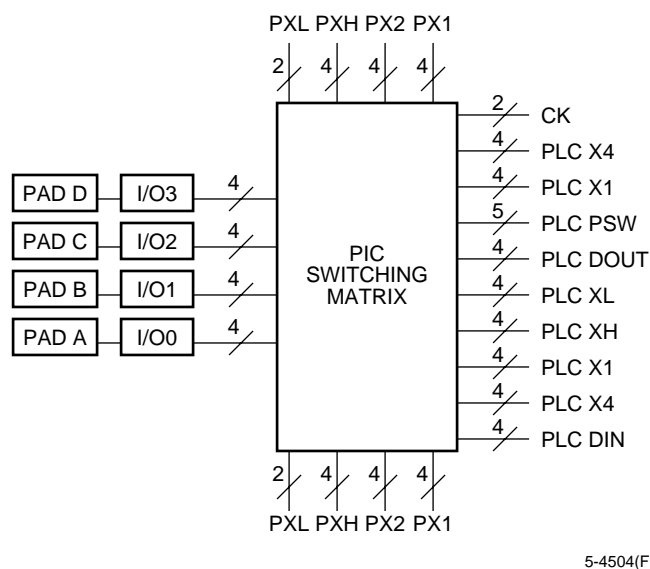 PXL PXH PX2 PX1
2 4 4 4
2 CK
4 PLC X4
4 PLC X1
PAD D I/O3 4
5 PLC PSW
PAD C I/O2 4
PIC
SWITCHING
MATRIX
4 PLC DOUT
PAD B I/O1 4
4 PLC XL
PAD A I/O0 4
4 PLC XH
4 PLC X1
4 PLC X4
4 PLC DIN
2 4 4 4
PXL PXH PX2 PX1
5-4504(F